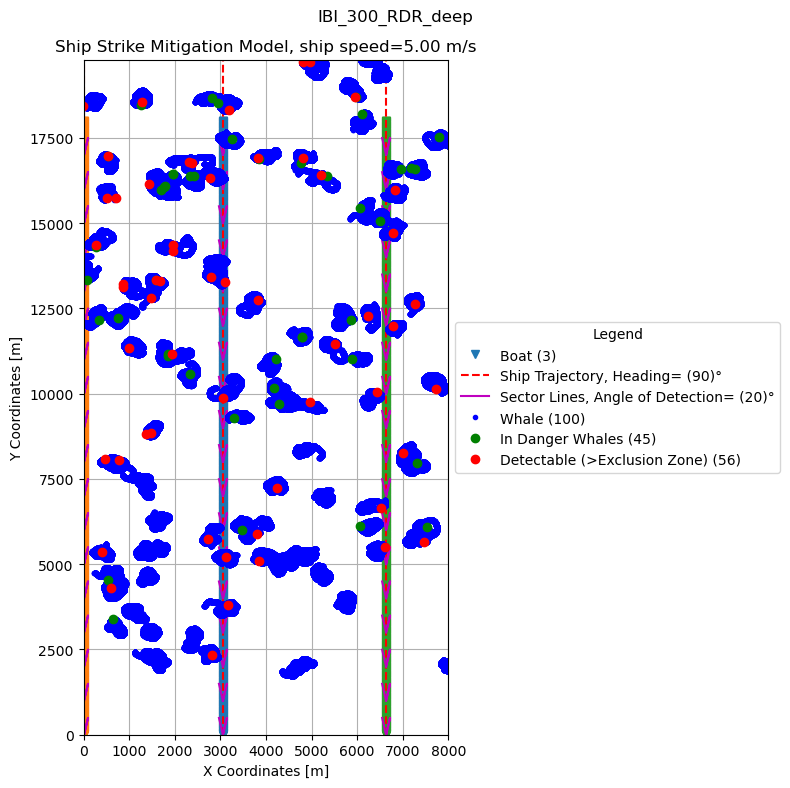 IBI_300_RDR_deep
Ship Strike Mitigation Model, ship speed=5.00 m/s
Y Coordinates [m]
17500
15000
12500
10000
7500
5000
2500
0
0 1000 2000 3000 4000 5000 6000 7000 8000
X Coordinates [m]
Legend
Boat (3)
Ship Trajectory, Heading= (90)°
Sector Lines, Angle of Detection= (20)°
Whale (100)
In Danger Whales (45)
Detectable (>Exclusion Zone) (56)